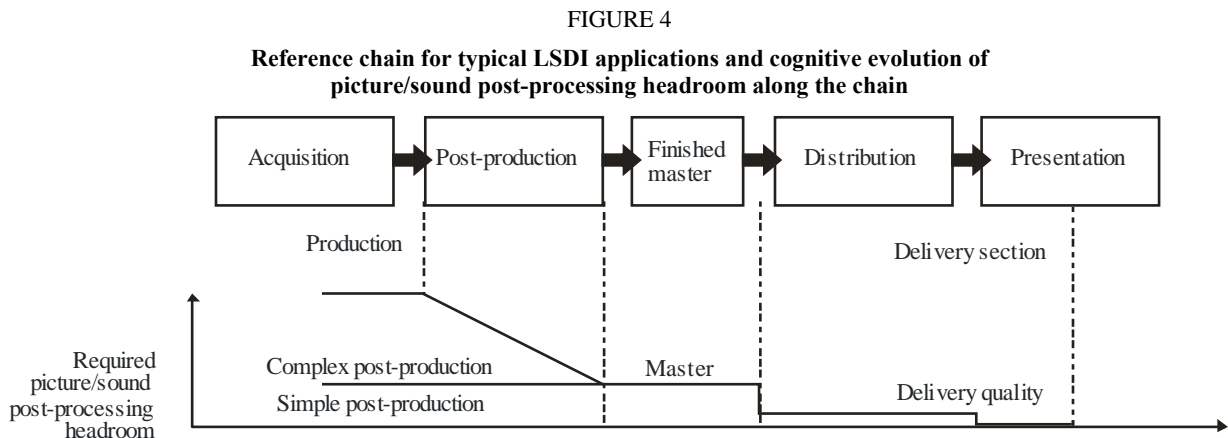 FIGURE 4
Reference chain for typical LSDI applications and cognitive evolution of
picture/sound post-processing headroom along the chain
Acquisition
Post-production
Finished
master
Distribution
Presentation
Production
Delivery section
Required
picture/sound
post-processing
headroom
Complex post-production
Simple post-production
Master
Delivery quality